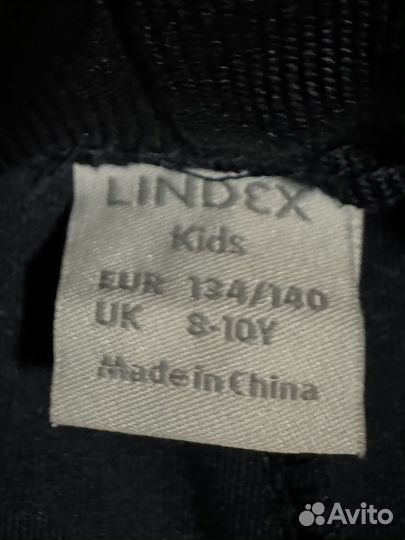 LINDEX
Kids
EUR 134/140
UK 8-10Y
Made in China
Avito